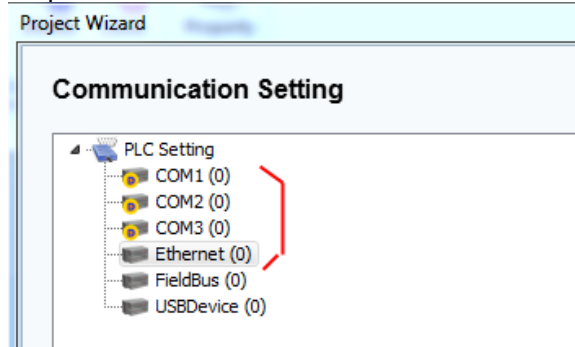 Project Wizard
Communication Setting
PLC Setting
COM1 (0)
COM2 (0)
COM3 (0)
Ethernet (0)
FieldBus (0)
USBDevice (0)